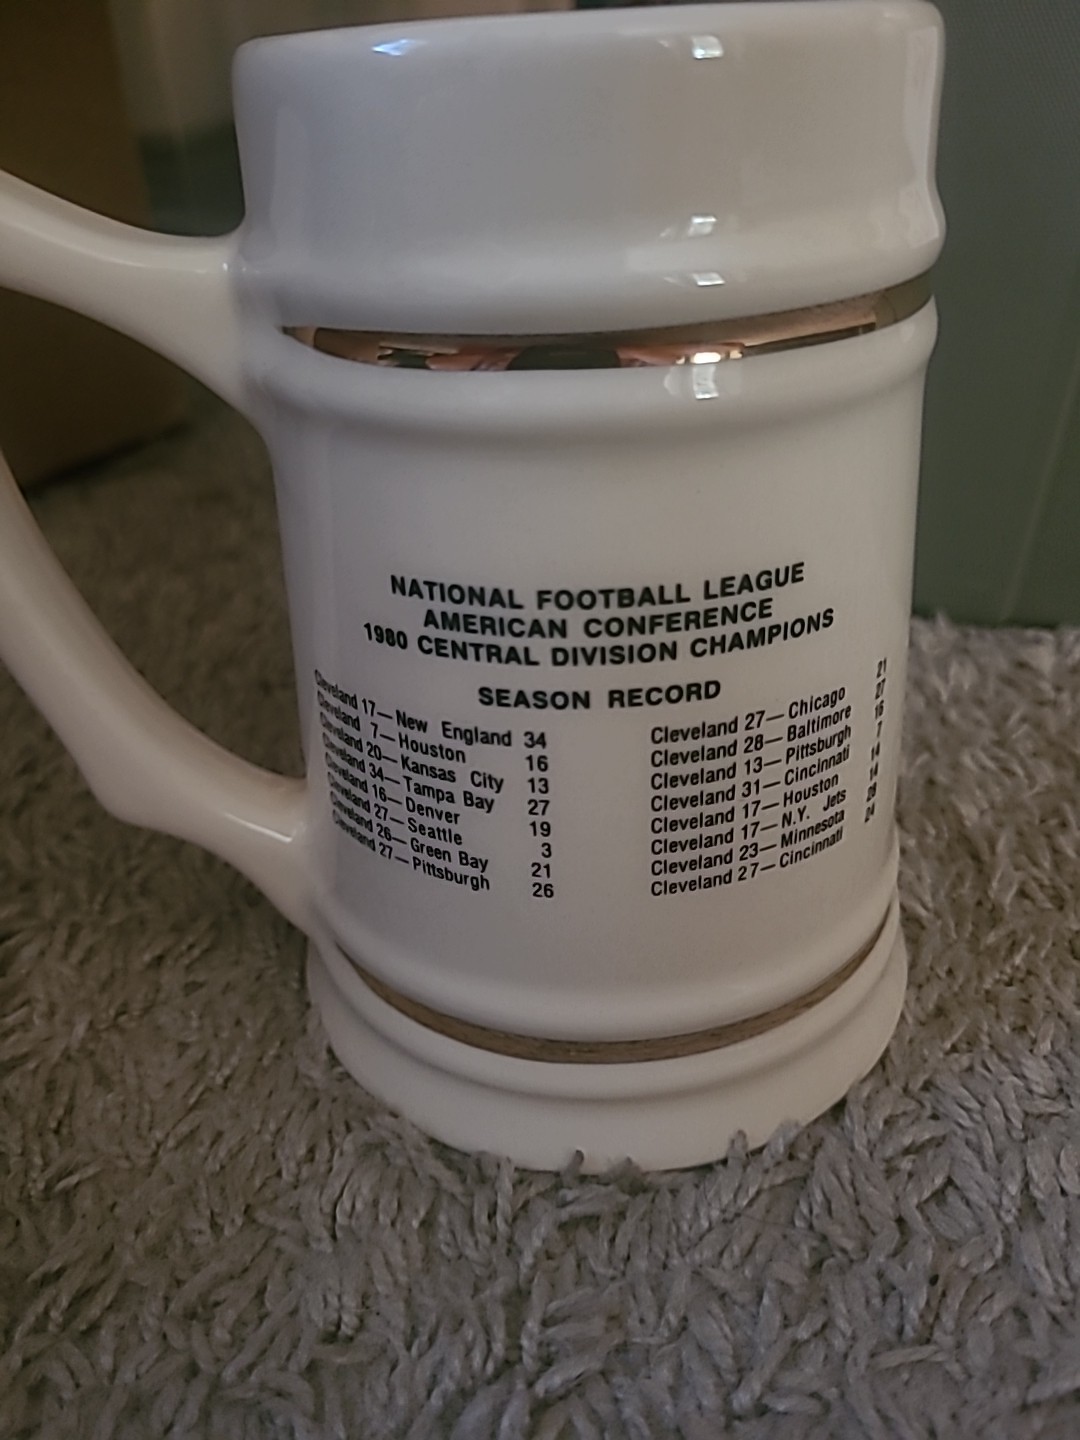 NATIONAL FOOTBALL LEAGUE
AMERICAN CONFERENCE
1980 CENTRAL DIVISION CHAMPIONS
SEASON RECORD
Cleveland 17—New England 34
Cleveland 7—Houston 16
Cleveland 20—Kansas City 13
Cleveland 34—Tampa Bay 27
Cleveland 16—Denver 19
Cleveland 27—Seattle 3
Cleveland 26—Green Bay 21
Cleveland 27—Pittsburgh 26
Cleveland 27—Chicago 21
Cleveland 28—Baltimore 27
Cleveland 13—Pittsburgh 16
Cleveland 31—Cincinnati 7
Cleveland 17—Houston 14
Cleveland 17—N.Y. Jets 14
Cleveland 23—Minnesota 28
Cleveland 27—Cincinnati 24